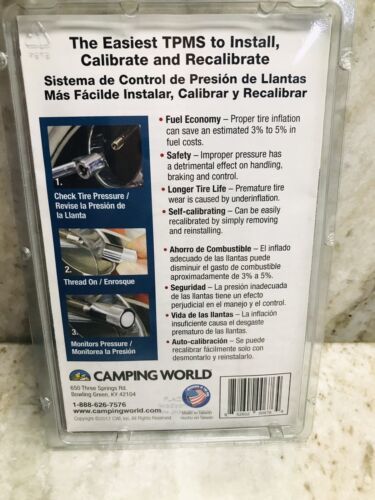 The Easiest TPMS to Install,
Calibrate and Recalibrate
Sistema de Control de Presión de Llantas
Más Fácilde Instalar, Calibrar y Recalibrar
1.
Check Tire Pressure /
Revise la Presión de
la Llanta
2.
Thread On / Enrosque
3.
Monitors Pressure /
Monitorea la Presión
• Fuel Economy – Proper tire inflation
can save an estimated 3% to 5% in
fuel costs.
• Safety – Improper pressure has
a detrimental effect on handling,
braking and control.
• Longer Tire Life – Premature tire
wear is caused by underinflation.
• Self-calibrating – Can be easily
recalibrated by simply removing
and reinstalling.
• Ahorro de Combustible – El inflado
adecuado de las llantas puede
disminuir el gasto de combustible
aproximadamente de 3% a 5%.
• Seguridad – La presión inadecuada
de las llantas tiene un efecto
perjudicial en el manejo y el control.
• Vida de las llantas – La inflación
insuficiente causa el desgaste
prematuro de las llantas.
• Auto-calibración – Se puede
recalibrar fácilmente solo con
desmontarlo y reinstalarlo.
CAMPING WORLD
650 Three Springs Rd.
Bowling Green, KY 42104
1-888-626-7576
www.campingworld.com
Made in Taiwan
Hecho en Taiwán